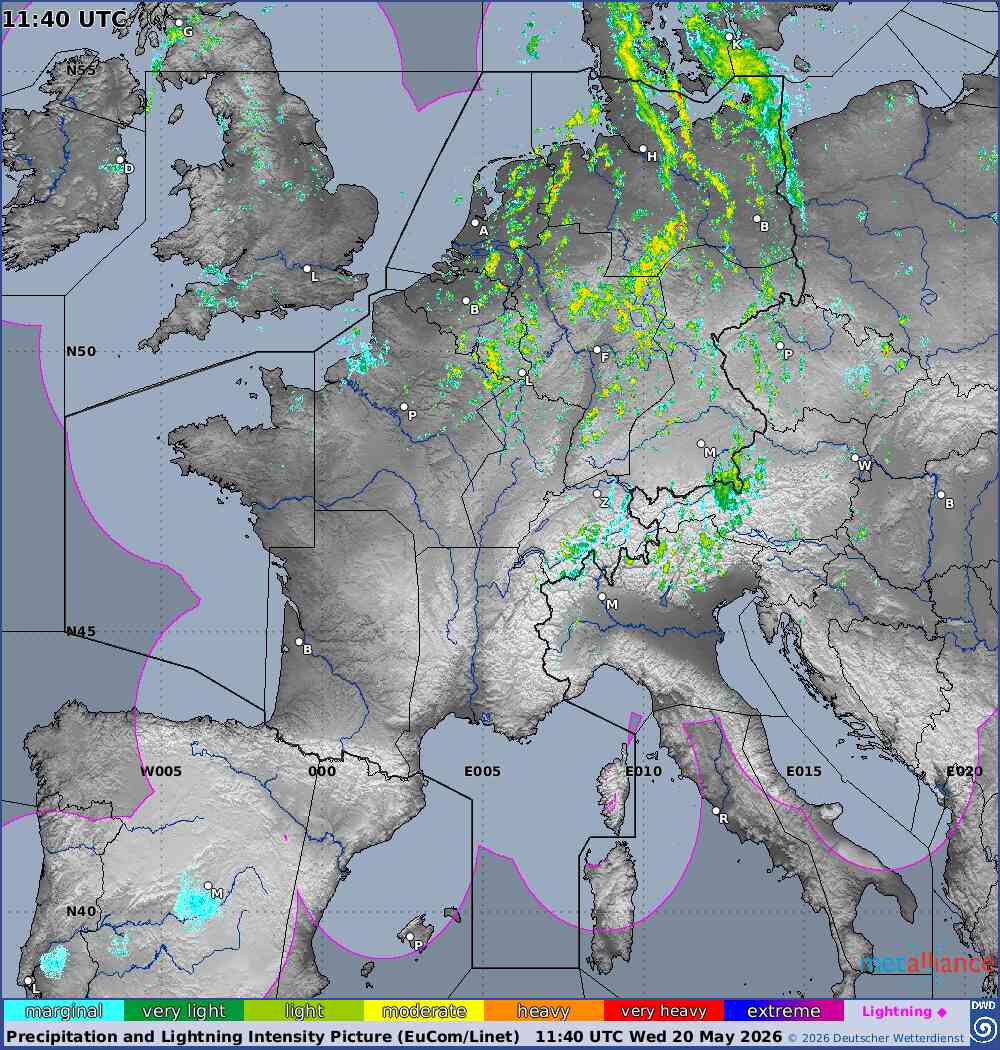 11:40 UTC
G
K
N55
H
D
A
B
L
B
N50
F
P
L
P
M
W
Z
B
M
N45
B
W005
000
E005
E010
E015
E020
R
M
N40
P
L
metalliance
marginal very light light moderate heavy very heavy extreme Lightning ◆
DWD
Precipitation and Lightning Intensity Picture (EuCom/Linet) 11:40 UTC Wed 20 May 2026 © 2026 Deutscher Wetterdienst